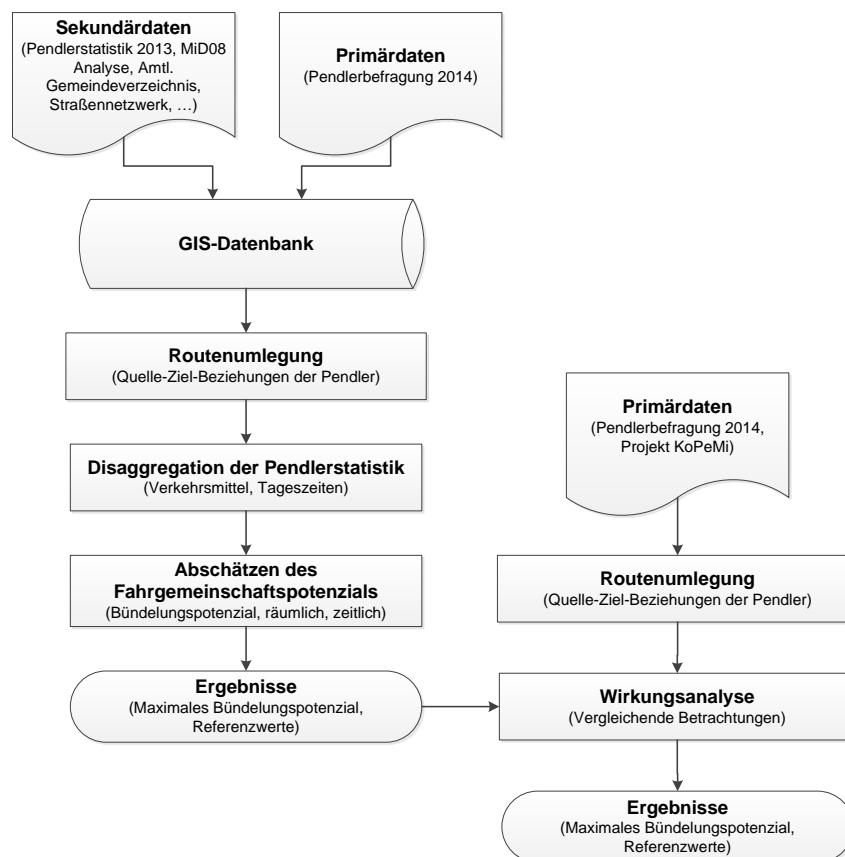 Sekundärdaten
(Pendlerstatistik 2013, MiD08
Analyse, Amtl.
Gemeindeverzeichnis,
Straßennetzwerk, …)
Primärdaten
(Pendlerbefragung 2014)
GIS-Datenbank
Routenumlegung
(Quelle-Ziel-Beziehungen der Pendler)
Disaggregation der Pendlerstatistik
(Verkehrsmittel, Tageszeiten)
Abschätzen des
Fahrgemeinschaftspotenzials
(Bündelungspotenzial, räumlich, zeitlich)
Ergebnisse
(Maximales Bündelungspotenzial,
Referenzwerte)
Primärdaten
(Pendlerbefragung 2014,
Projekt KoPeMi)
Routenumlegung
(Quelle-Ziel-Beziehungen der Pendler)
Wirkungsanalyse
(Vergleichende Betrachtungen)
Ergebnisse
(Maximales Bündelungspotenzial,
Referenzwerte)